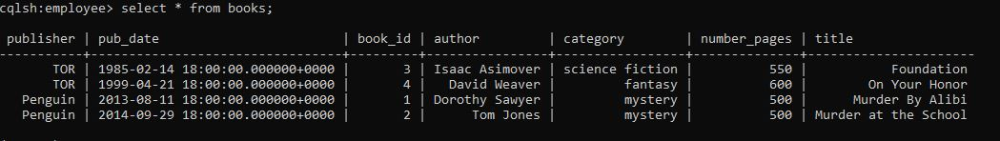 cqlsh:employee> select * from books;
publisher | pub_date | book_id | author | category | number_pages | title
-----------+---------------------------------+---------+----------------+-----------------+--------------+----------------------
TOR | 1985-02-14 18:00:00.000000+0000 | 3 | Isaac Asimover | science fiction | 550 | Foundation
TOR | 1999-04-21 18:00:00.000000+0000 | 4 | David Weaver | fantasy | 600 | On Your Honor
Penguin | 2013-08-11 18:00:00.000000+0000 | 1 | Dorothy Sawyer | mystery | 500 | Murder By Alibi
Penguin | 2014-09-29 18:00:00.000000+0000 | 2 | Tom Jones | mystery | 500 | Murder at the School